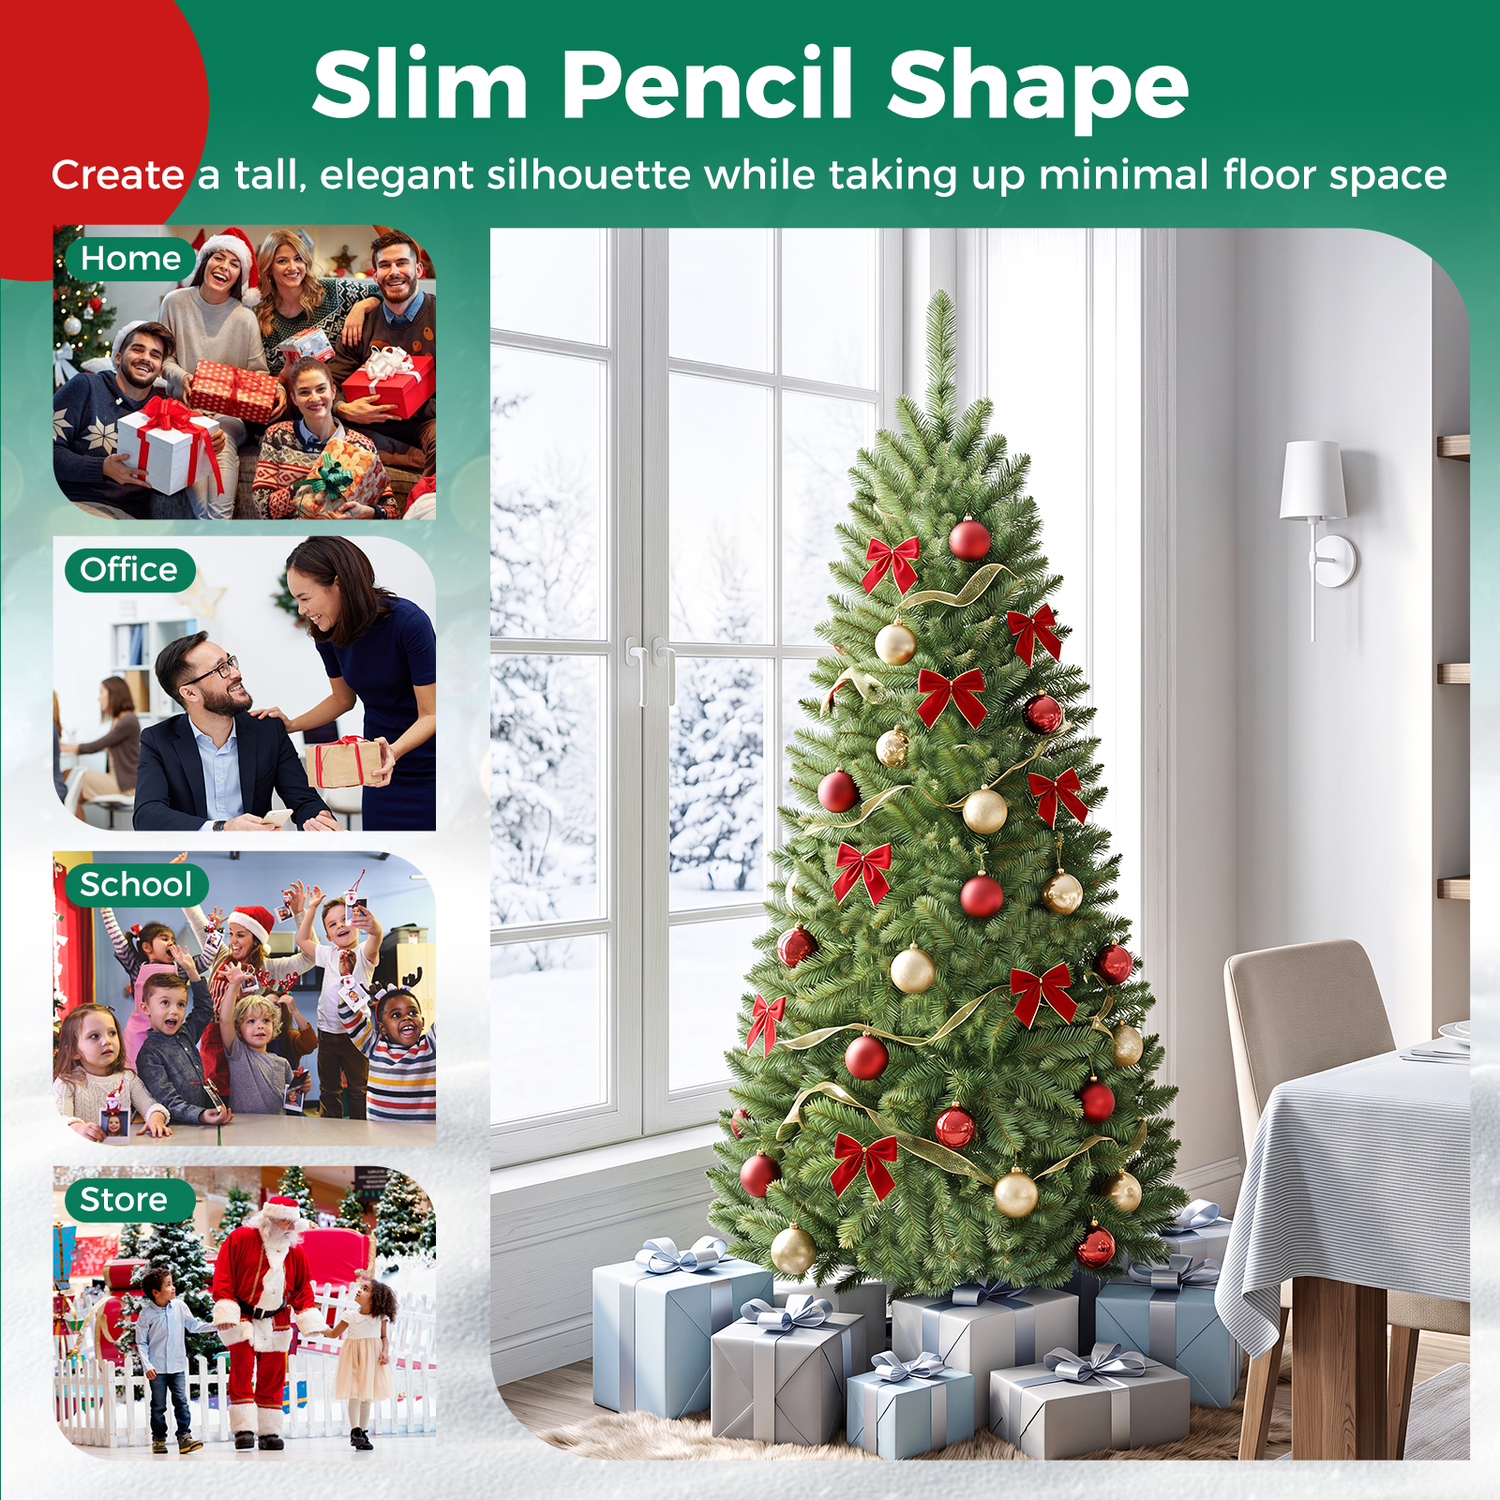 Slim Pencil Shape
Create a tall, elegant silhouette while taking up minimal floor space
Home
Office
School
Store